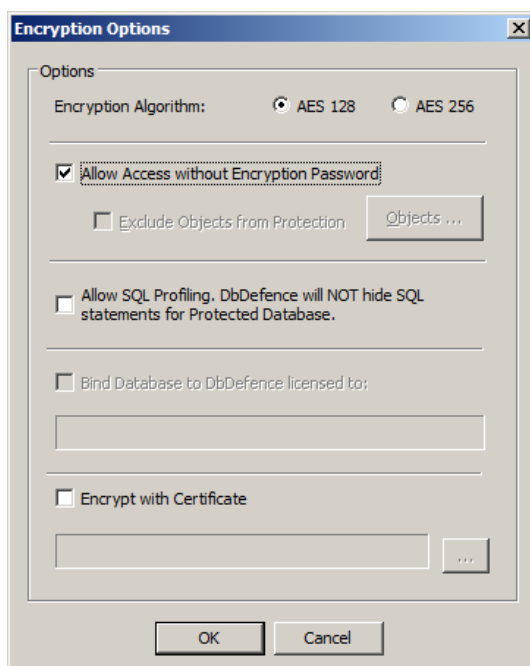 Encryption Options
Options
Encryption Algorithm: AES 128 AES 256
Allow Access without Encryption Password
Exclude Objects from Protection Objects ...
Allow SQL Profiling. DbDefence will NOT hide SQL
statements for Protected Database.
Bind Database to DbDefence licensed to:
Encrypt with Certificate
...
OK Cancel